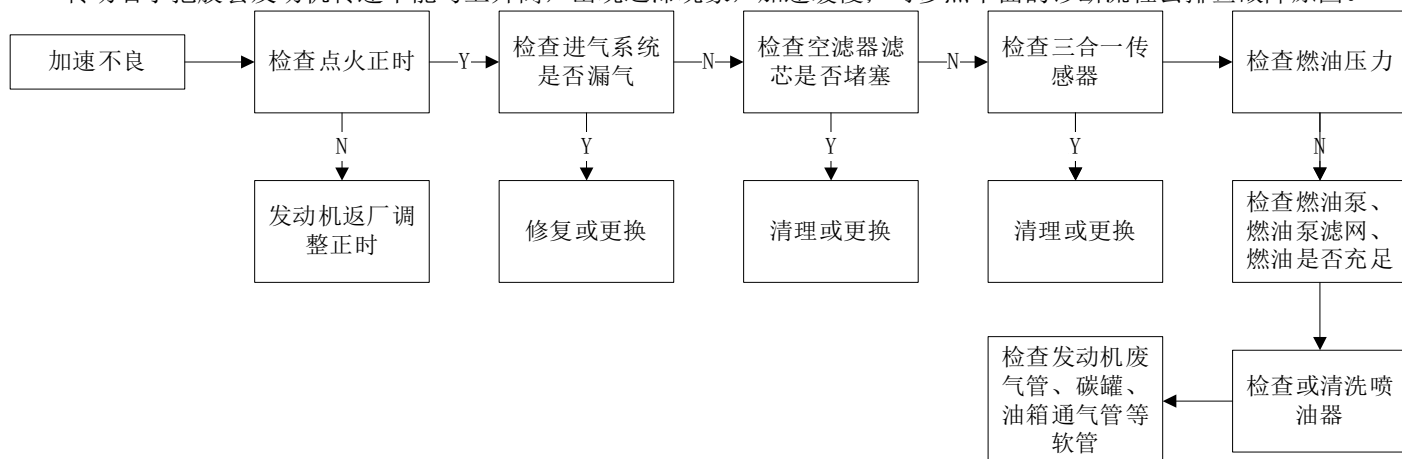 加速不良
检查点火正时
Y
检查进气系统
是否漏气
N
检查空滤器滤
芯是否堵塞
N
检查三合一传
感器
检查燃油压力
N
Y
Y
Y
N
发动机返厂调
整正时
修复或更换
清理或更换
清理或更换
检查燃油泵、
燃油泵滤网、
燃油是否充足
检查发动机废
气管、碳罐、
油箱通气管等
软管
检查或清洗喷
油器